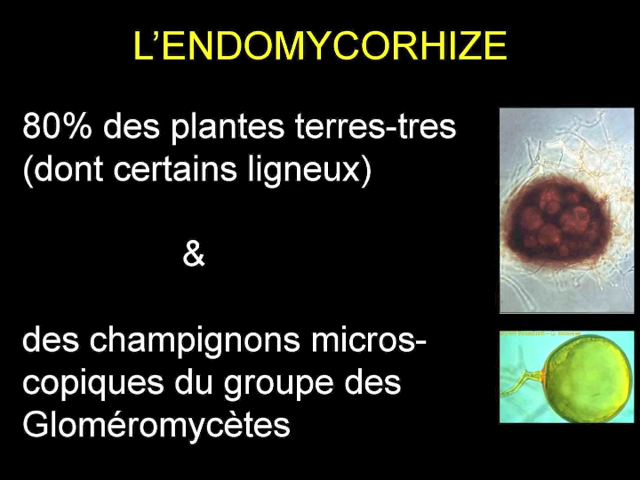 L'ENDOMYCORHIZE
80% des plantes terres-tres
(dont certains ligneux)
&
des champignons micros-
copiques du groupe des
Gloméromycètes